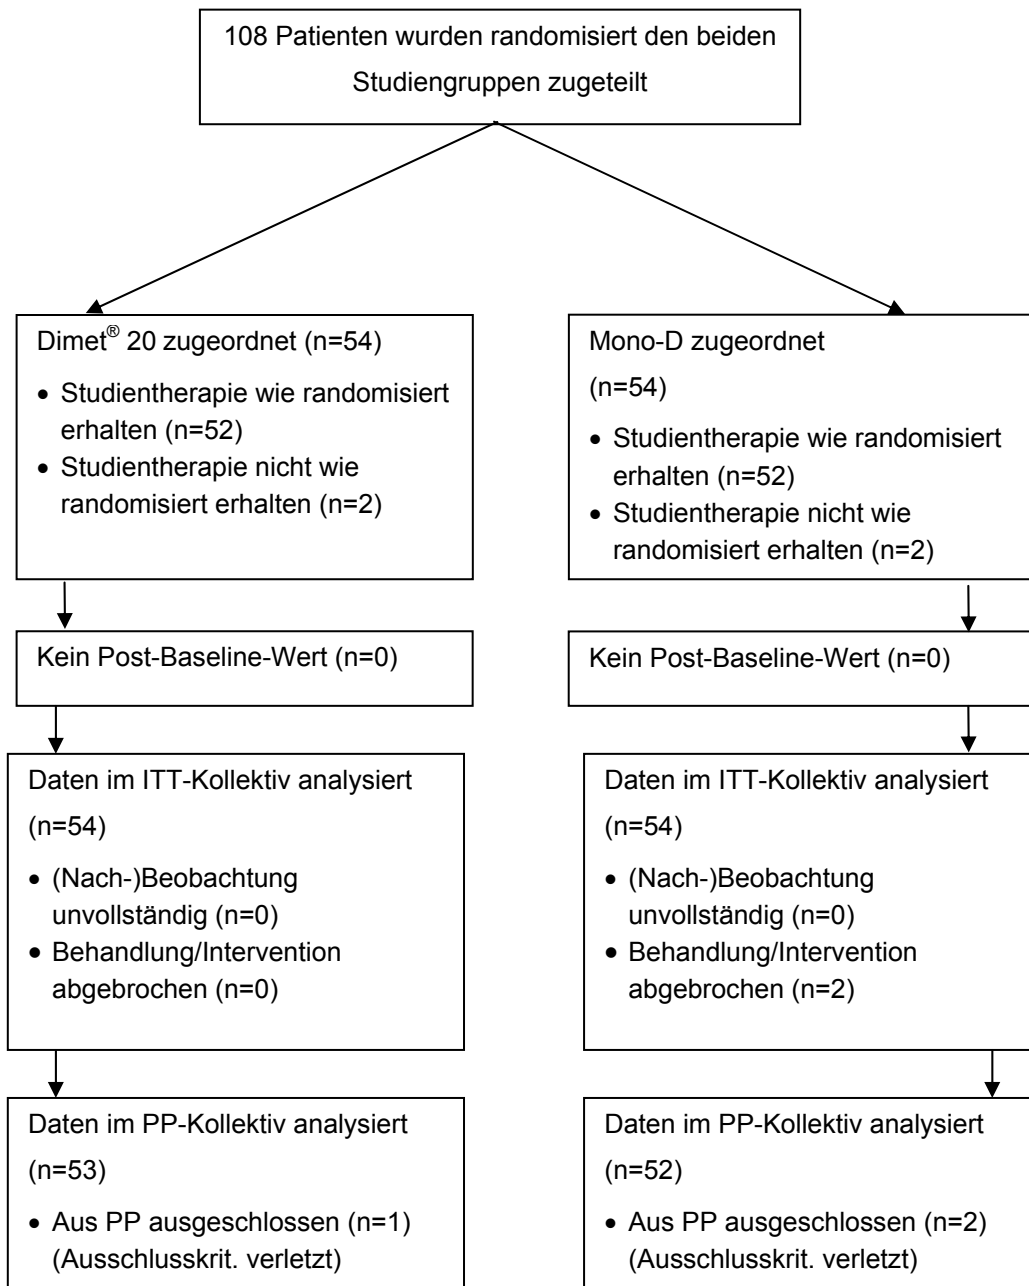 108 Patienten wurden randomisiert den beiden
Studiengruppen zugeteilt
Dimet® 20 zugeordnet (n=54)
• Studientherapie wie randomisiert
erhalten (n=52)
• Studientherapie nicht wie
randomisiert erhalten (n=2)
Mono-D zugeordnet
(n=54)
• Studientherapie wie randomisiert
erhalten (n=52)
• Studientherapie nicht wie
randomisiert erhalten (n=2)
Kein Post-Baseline-Wert (n=0)
Kein Post-Baseline-Wert (n=0)
Daten im ITT-Kollektiv analysiert
(n=54)
• (Nach-)Beobachtung
unvollständig (n=0)
• Behandlung/Intervention
abgebrochen (n=0)
Daten im ITT-Kollektiv analysiert
(n=54)
• (Nach-)Beobachtung
unvollständig (n=0)
• Behandlung/Intervention
abgebrochen (n=2)
Daten im PP-Kollektiv analysiert
(n=53)
• Aus PP ausgeschlossen (n=1)
(Ausschlusskrit. verletzt)
Daten im PP-Kollektiv analysiert
(n=52)
• Aus PP ausgeschlossen (n=2)
(Ausschlusskrit. verletzt)